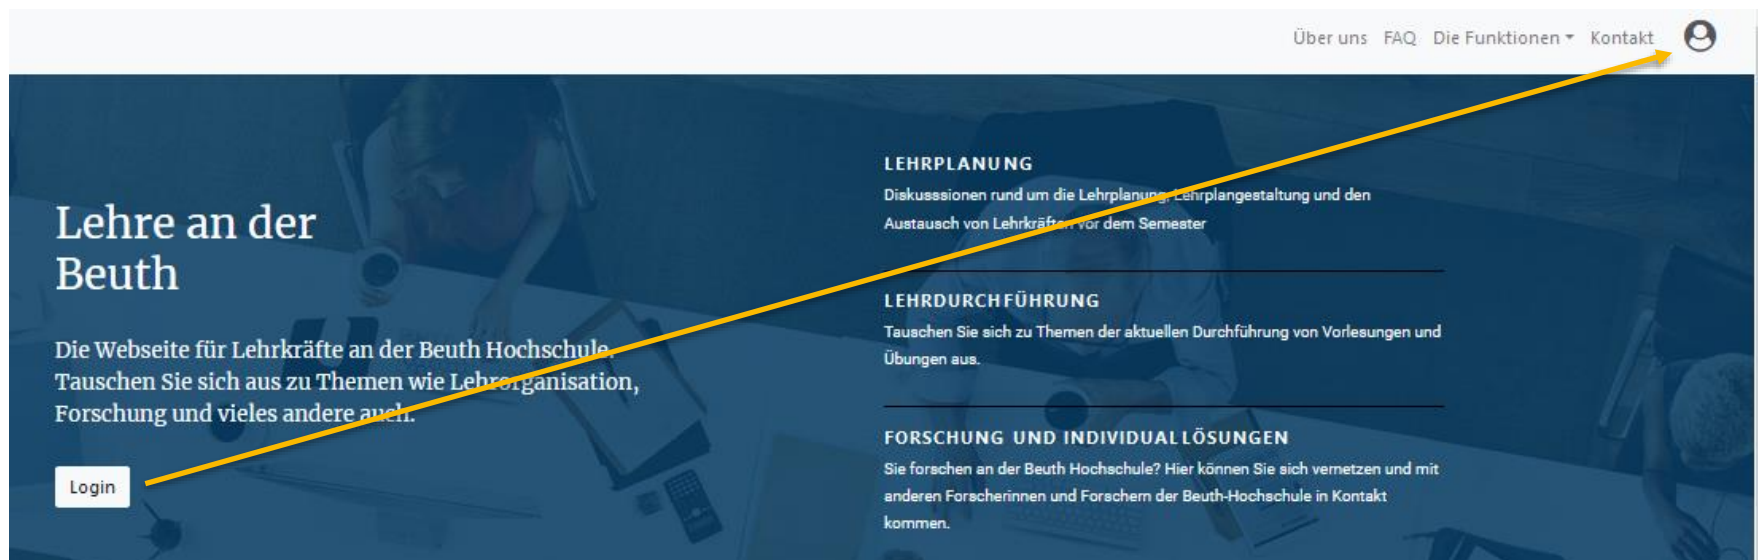 Über uns FAQ Die Funktionen Kontakt
Lehre an der
Beuth
Die Webseite für Lehrkräfte an der Beuth Hochschule.
Tauschen Sie sich aus zu Themen wie Lehrorganisation,
Forschung und vieles andere auch.
Login
LEHRPLANUNG
Diskusssionen rund um die Lehrplanung, Lehrplangestaltung und den
Austausch von Lehrkräften vor dem Semester
LEHRDURCHFÜHRUNG
Tauschen Sie sich zu Themen der aktuellen Durchführung von Vorlesungen und
Übungen aus.
FORSCHUNG UND INDIVIDUALLÖSUNGEN
Sie forschen an der Beuth Hochschule? Hier können Sie sich vernetzen und mit
anderen Forscherinnen und Forschern der Beuth-Hochschule in Kontakt
kommen.